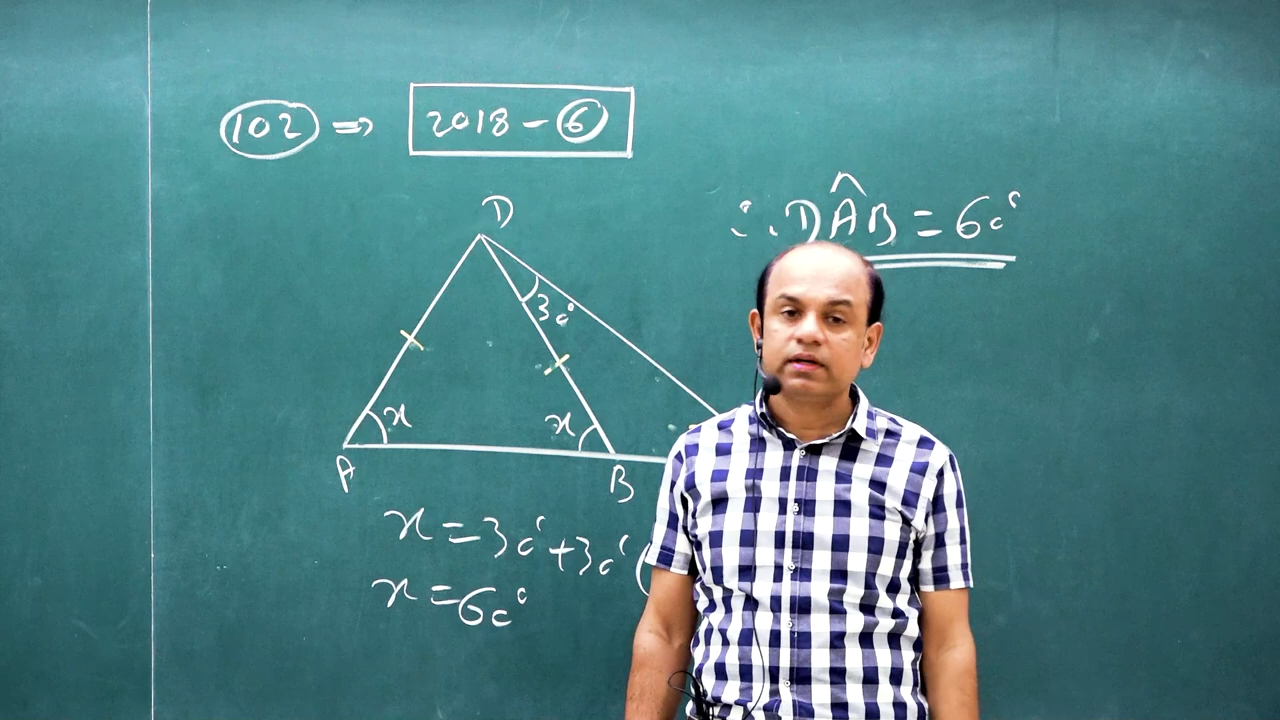 102 ⇒ 2018 - 6
D
∴ DÂB = 60°
30°
x
x
A
B
x = 30° + 30° (
x = 60°